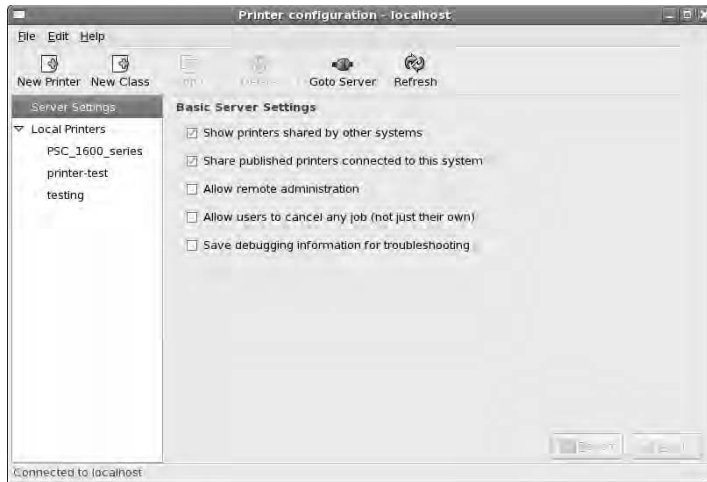 Printer configuration - localhost
File Edit Help
New Printer New Class Goto Server Refresh
Server Settings
Local Printers
PSC_1600_series
printer-test
testing
Basic Server Settings
Show printers shared by other systems
Share published printers connected to this system
Allow remote administration
Allow users to cancel any job (not just their own)
Save debugging information for troubleshooting
Connected to localhost